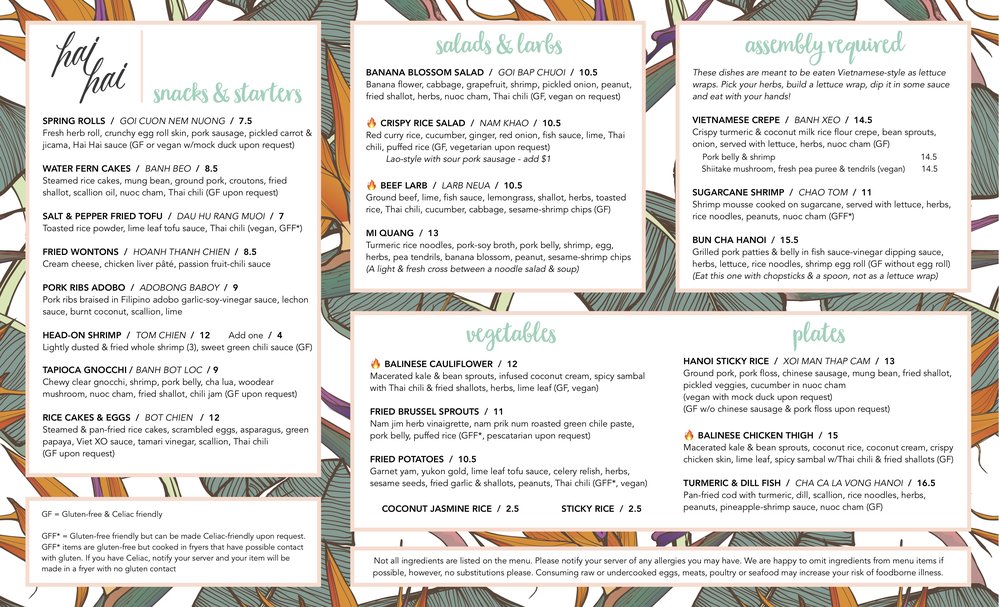 hai
hai
snacks & starters
SPRING ROLLS / GOI CUON NEM NUONG / 7.5
Fresh herb roll, crunchy egg roll skin, pork sausage, pickled carrot &
jicama, Hai Hai sauce (GF or vegan w/mock duck upon request)
WATER FERN CAKES / BANH BEO / 8.5
Steamed rice cakes, mung bean, ground pork, croutons, fried
shallot, scallion oil, nuoc cham, Thai chili (GF upon request)
SALT & PEPPER FRIED TOFU / DAU HU RANG MUOI / 7
Toasted rice powder, lime leaf tofu sauce, Thai chili (vegan, GFF*)
FRIED WONTONS / HOANH THANH CHIEN / 8.5
Cream cheese, chicken liver pâté, passion fruit-chili sauce
PORK RIBS ADOBO / ADOBONG BABOY / 9
Pork ribs braised in Filipino adobo garlic-soy-vinegar sauce, lechon
sauce, burnt coconut, scallion, lime
HEAD-ON SHRIMP / TOM CHIEN / 12 Add one / 4
Lightly dusted & fried whole shrimp (3), sweet green chili sauce (GF)
TAPIOCA GNOCCHI / BANH BOT LOC / 9
Chewy clear gnocchi, shrimp, pork belly, cha lua, woodear
mushroom, nuoc cham, fried shallot, chili jam (GF upon request)
RICE CAKES & EGGS / BOT CHIEN / 12
Steamed & pan-fried rice cakes, scrambled eggs, asparagus, green
papaya, Viet XO sauce, tamari vinegar, scallion, Thai chili
(GF upon request)
GF = Gluten-free & Celiac friendly
GFF* = Gluten-free friendly but can be made Celiac-friendly upon request.
GFF* items are gluten-free but cooked in fryers that have possible contact
with gluten. If you have Celiac, notify your server and your item will be
made in a fryer with no gluten contact
salads & larbs
BANANA BLOSSOM SALAD / GOI BAP CHUOI / 10.5
Banana flower, cabbage, grapefruit, shrimp, pickled onion, peanut,
fried shallot, herbs, nuoc cham, Thai chili (GF, vegan on request)
🔥 CRISPY RICE SALAD / NAM KHAO / 10.5
Red curry rice, cucumber, ginger, red onion, fish sauce, lime, Thai
chili, puffed rice (GF, vegetarian upon request)
Lao-style with sour pork sausage - add $1
🔥 BEEF LARB / LARB NEUA / 10.5
Ground beef, lime, fish sauce, lemongrass, shallot, herbs, toasted
rice, Thai chili, cucumber, cabbage, sesame-shrimp chips (GF)
MI QUANG / 13
Turmeric rice noodles, pork-soy broth, pork belly, shrimp, egg,
herbs, pea tendrils, banana blossom, peanut, sesame-shrimp chips
(A light & fresh cross between a noodle salad & soup)
assembly required
These dishes are meant to be eaten Vietnamese-style as lettuce
wraps. Pick your herbs, build a lettuce wrap, dip it in some sauce
and eat with your hands!
VIETNAMESE CREPE / BANH XEO / 14.5
Crispy turmeric & coconut milk rice flour crepe, bean sprouts,
onion, served with lettuce, herbs, nuoc cham (GF)
Pork belly & shrimp 14.5
Shiitake mushroom, fresh pea puree & tendrils (vegan) 14.5
SUGARCANE SHRIMP / CHAO TOM / 11
Shrimp mousse cooked on sugarcane, served with lettuce, herbs,
rice noodles, peanuts, nuoc cham (GFF*)
BUN CHA HANOI / 15.5
Grilled pork patties & belly in fish sauce-vinegar dipping sauce,
herbs, lettuce, rice noodles, shrimp egg roll (GF without egg roll)
(Eat this one with chopsticks & a spoon, not as a lettuce wrap)
vegetables
🔥 BALINESE CAULIFLOWER / 12
Macerated kale & bean sprouts, infused coconut cream, spicy sambal
with Thai chili & fried shallots, herbs, lime leaf (GF, vegan)
FRIED BRUSSEL SPROUTS / 11
Nam jim herb vinaigrette, nam prik num roasted green chile paste,
pork belly, puffed rice (GFF*, pescatarian upon request)
FRIED POTATOES / 10.5
Garnet yam, yukon gold, lime leaf tofu sauce, celery relish, herbs,
sesame seeds, fried garlic & shallots, peanuts, Thai chili (GFF*, vegan)
COCONUT JASMINE RICE / 2.5 STICKY RICE / 2.5
plates
HANOI STICKY RICE / XOI MAN THAP CAM / 13
Ground pork, pork floss, chinese sausage, mung bean, fried shallot,
pickled veggies, cucumber in nuoc cham
(vegan with mock duck upon request)
(GF w/o chinese sausage & pork floss upon request)
🔥 BALINESE CHICKEN THIGH / 15
Macerated kale & bean sprouts, coconut rice, coconut cream, crispy
chicken skin, lime leaf, spicy sambal w/Thai chili & fried shallots (GF)
TURMERIC & DILL FISH / CHA CA LA VONG HANOI / 16.5
Pan-fried cod with turmeric, dill, scallion, rice noodles, herbs,
peanuts, pineapple-shrimp sauce, nuoc cham (GF)
Not all ingredients are listed on the menu. Please notify your server of any allergies you may have. We are happy to omit ingredients from menu items if
possible, however, no substitutions please. Consuming raw or undercooked eggs, meats, poultry or seafood may increase your risk of foodborne illness.